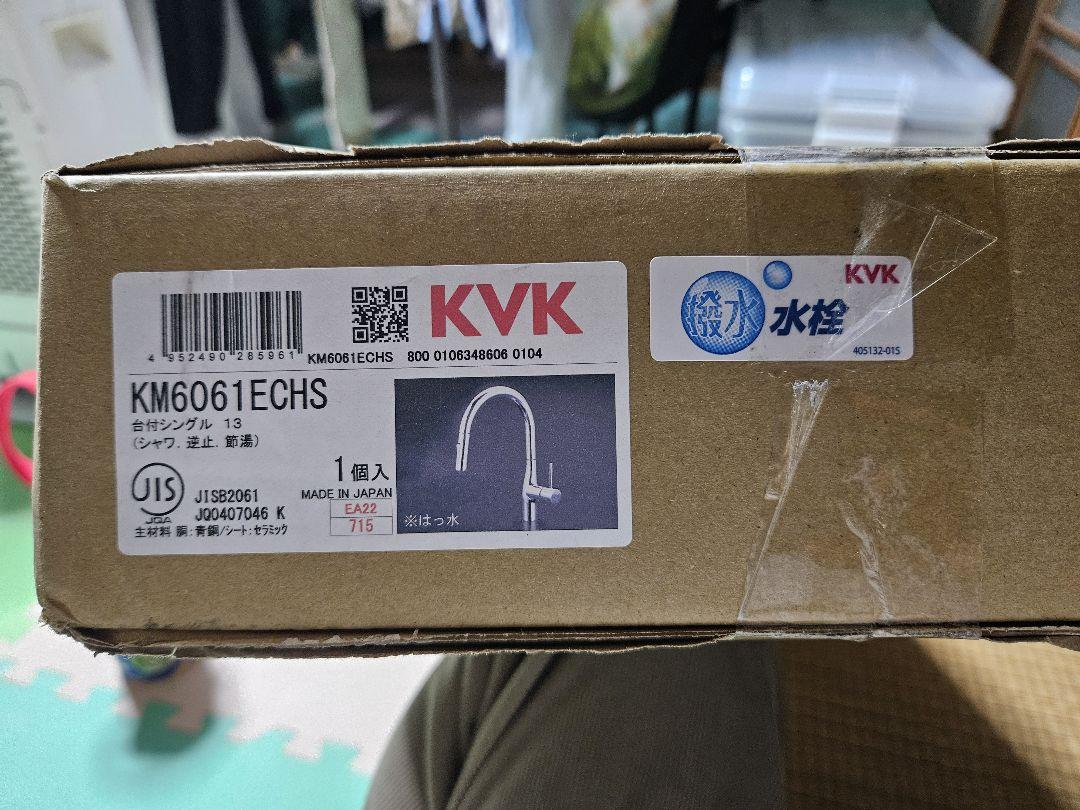 KVK
4 952490 285961
KM6061ECHS 800 0106348606 0104
KM6061ECHS
台付シングル 13
(シャワ. 逆止. 節湯)
1個入
MADE IN JAPAN
EA22
715
JIS
JQA
JISB2061
JQ0407046 K
主材料 胴:青銅/シート:セラミック
※はっ水
KVK
撥水
水栓
405132-01S